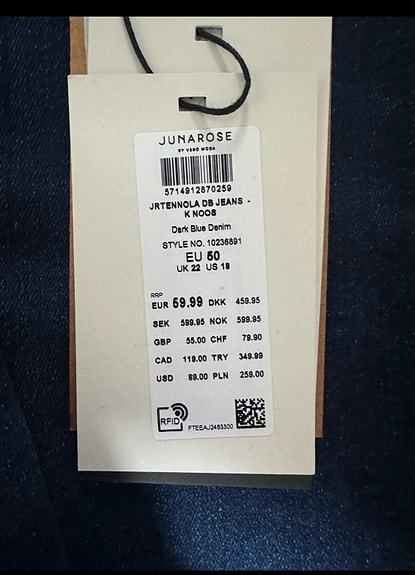 JUNAROSE
BY VERO MODA
5714912870259
JRTENNOLA DB JEANS -
K NOOS
Dark Blue Denim
STYLE NO. 10236891
EU 50
UK 22 US 18
RRP
EUR 59.99 DKK 459.95
SEK 599.95 NOK 599.95
GBP 55.00 CHF 79.90
CAD 119.00 TRY 349.99
USD 89.00 PLN 259.00
RFID
FTEEAJ2463300